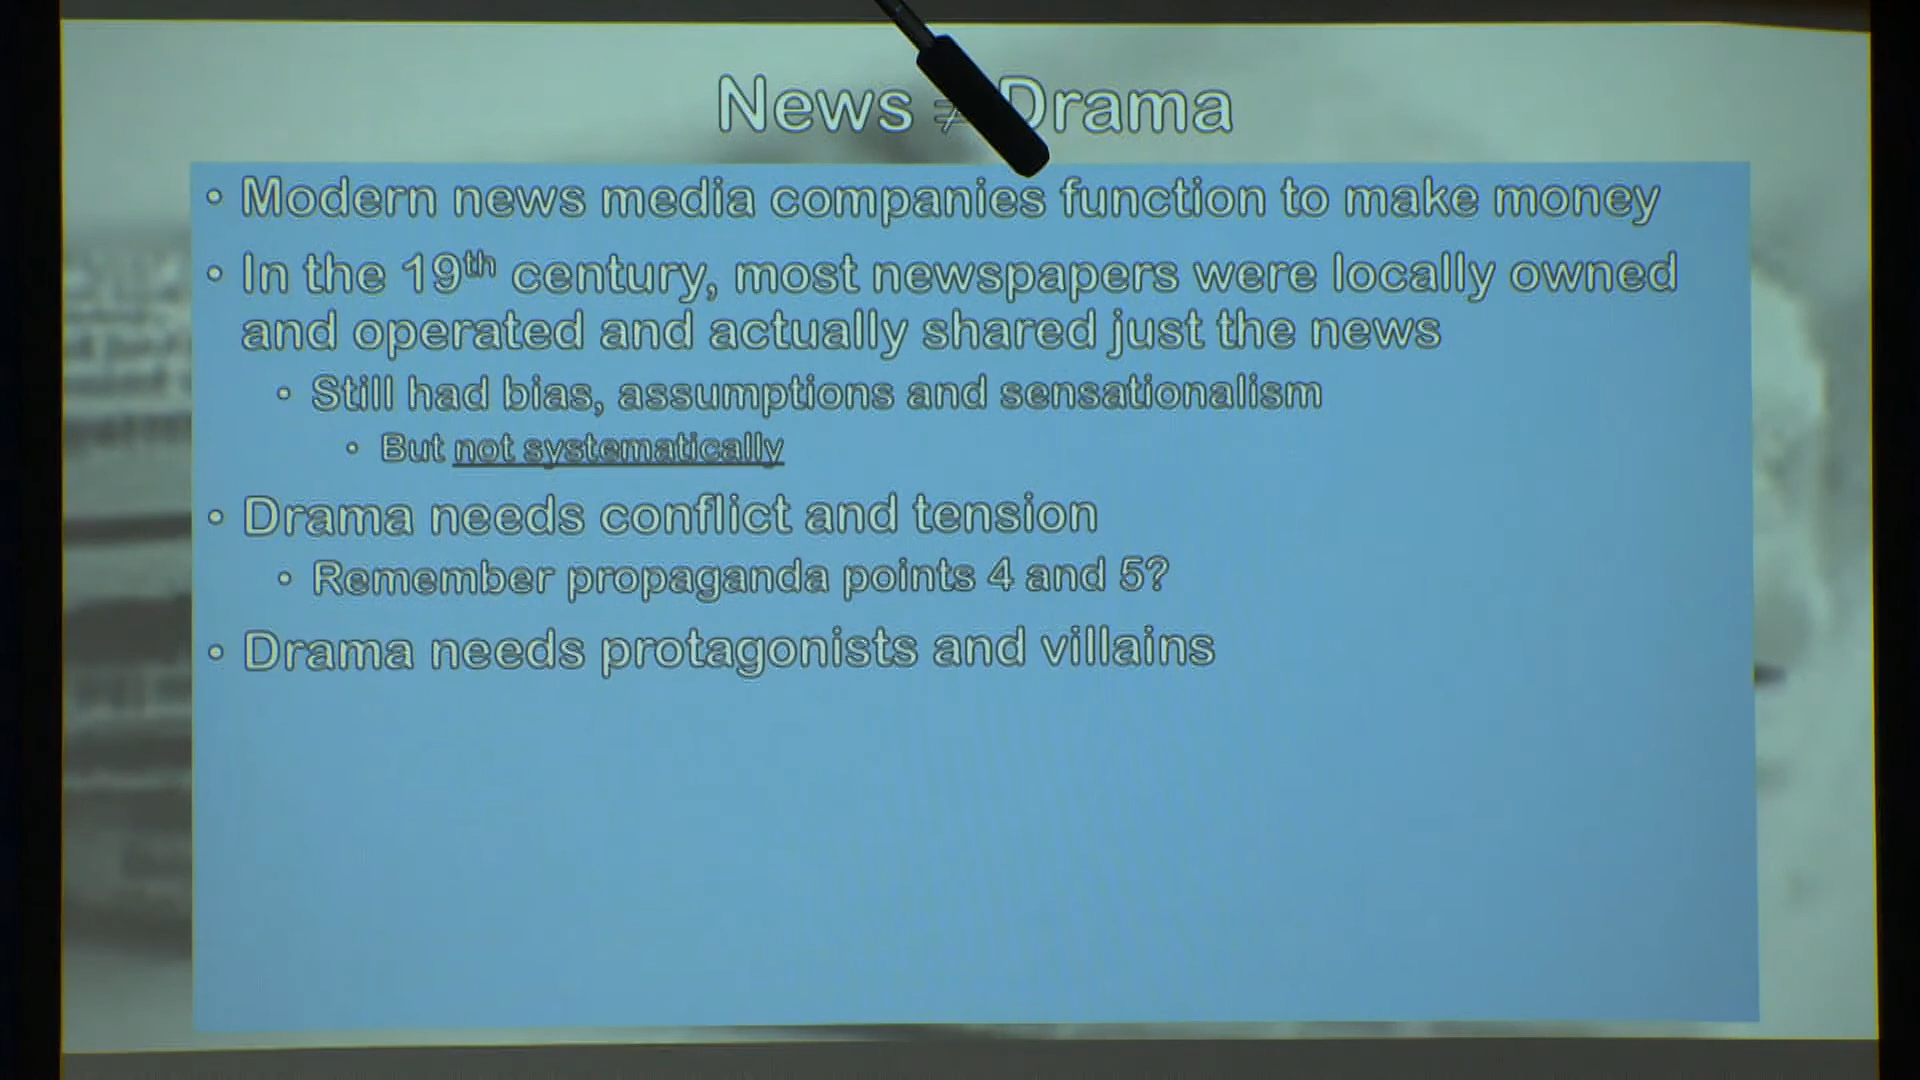 News ≠ Drama
• Modern news media companies function to make money
• In the 19th century, most newspapers were locally owned
and operated and actually shared just the news
• Still had bias, assumptions and sensationalism
• But not systematically
• Drama needs conflict and tension
• Remember propaganda points 4 and 5?
• Drama needs protagonists and villains